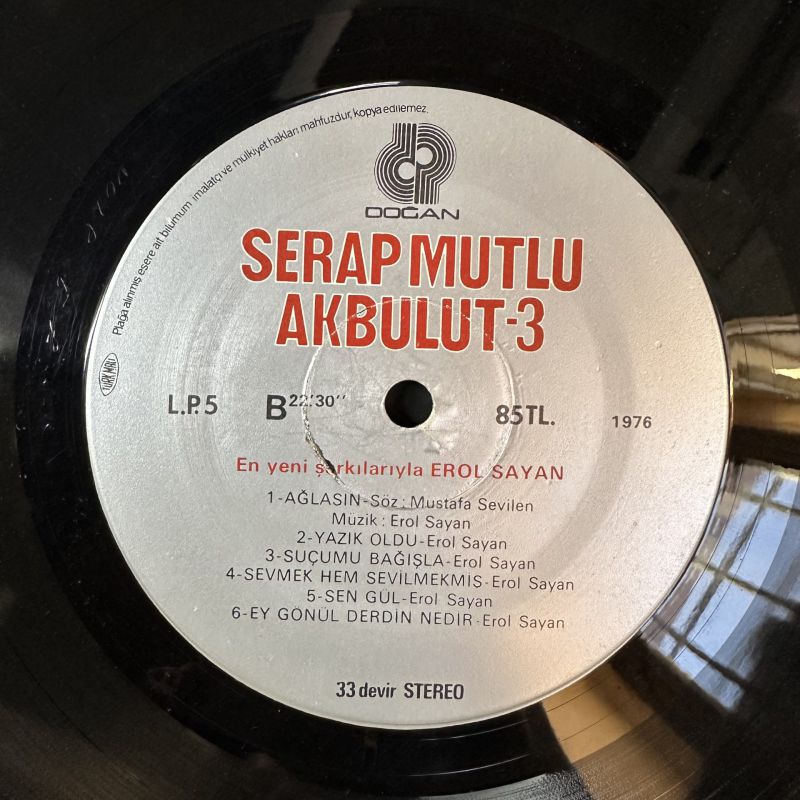 Plağa alınmış esere ait bilumum imalatçı ve mülkiyet hakları mahfuzdur, kopya edilemez.
DOĞAN
SERAP MUTLU
AKBULUT-3
TÜRK MALI
L.P. 5 B 22'30'' 85TL. 1976
En yeni şarkılarıyla EROL SAYAN
1-AĞLASIN-Söz : Mustafa Sevilen
Müzik : Erol Sayan
2-YAZIK OLDU-Erol Sayan
3-SUÇUMU BAĞIŞLA-Erol Sayan
4-SEVMEK HEM SEVİLMEKMİŞ-Erol Sayan
5-SEN GÜL-Erol Sayan
6-EY GÖNÜL DERDİN NEDİR-Erol Sayan
33 devir STEREO